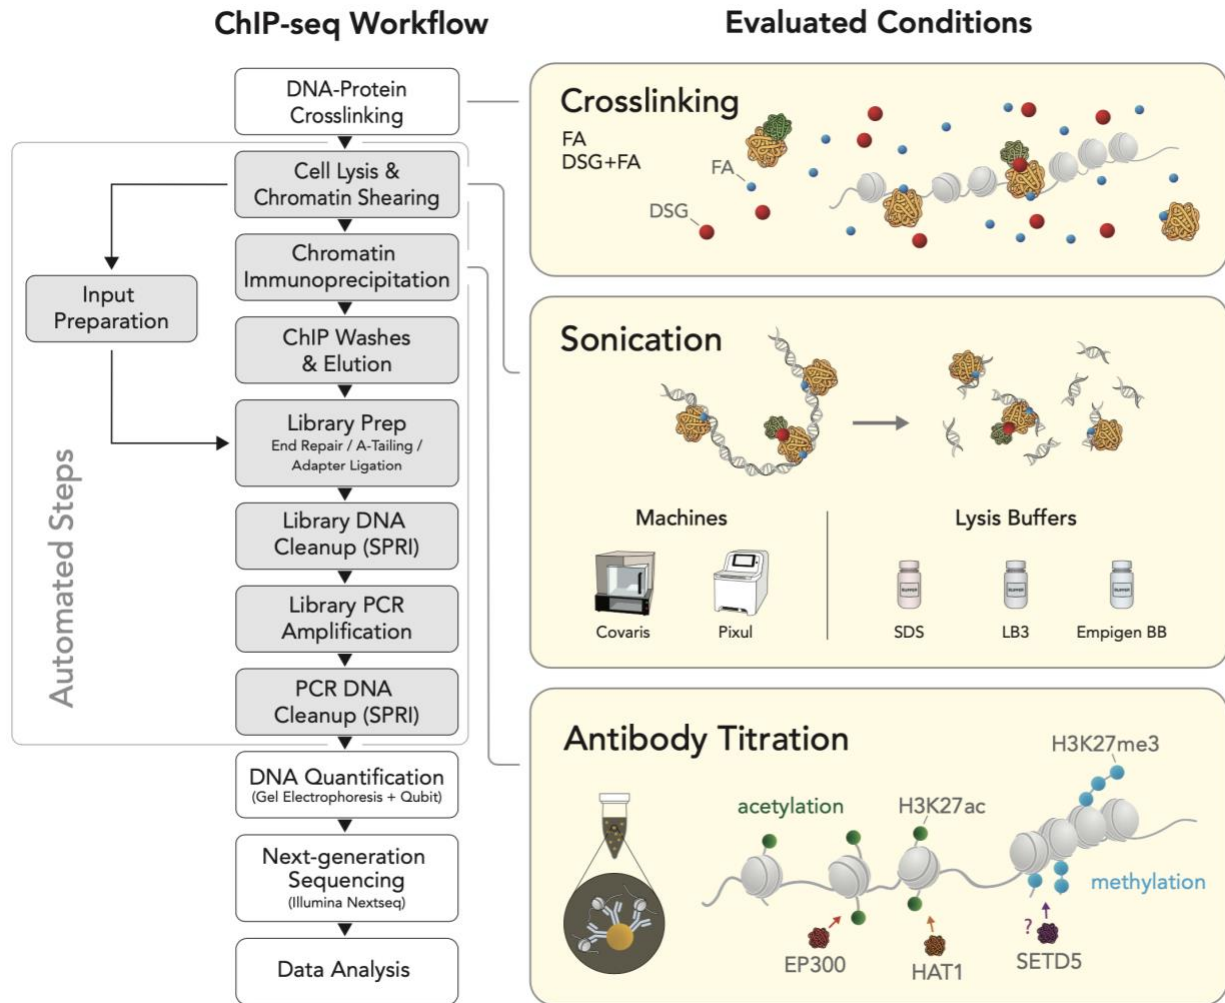 ChIP-seq Workflow
DNA-Protein
Crosslinking
Cell Lysis &
Chromatin Shearing
Chromatin
Immunoprecipitation
Input
Preparation
ChIP Washes
& Elution
Library Prep
End Repair / A-Tailing /
Adapter Ligation
Library DNA
Cleanup (SPRI)
Library PCR
Amplification
PCR DNA
Cleanup (SPRI)
Automated Steps
DNA Quantification
(Gel Electrophoresis + Qubit)
Next-generation
Sequencing
(Illumina Nextseq)
Data Analysis
Evaluated Conditions
Crosslinking
FA
DSG+FA
FA
DSG
Sonication
Machines
Covaris
Pixul
Lysis Buffers
BUFFER
BUFFER
BUFFER
SDS
LB3
Empigen BB
Antibody Titration
H3K27me3
acetylation
H3K27ac
methylation
?
EP300
HAT1
SETD5